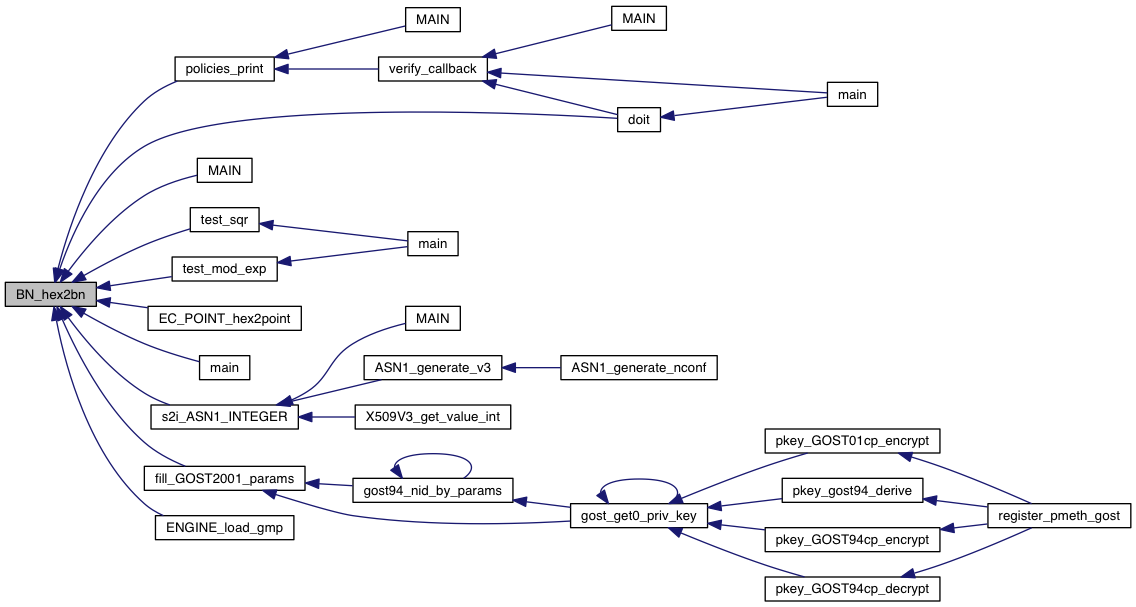 MAIN
MAIN
policies_print
verify_callback
main
doit
MAIN
test_sqr
main
test_mod_exp
BN_hex2bn
EC_POINT_hex2point
MAIN
main
ASN1_generate_v3
ASN1_generate_nconf
s2i_ASN1_INTEGER
X509V3_get_value_int
pkey_GOST01cp_encrypt
fill_GOST2001_params
gost94_nid_by_params
pkey_gost94_derive
gost_get0_priv_key
register_pmeth_gost
ENGINE_load_gmp
pkey_GOST94cp_encrypt
pkey_GOST94cp_decrypt